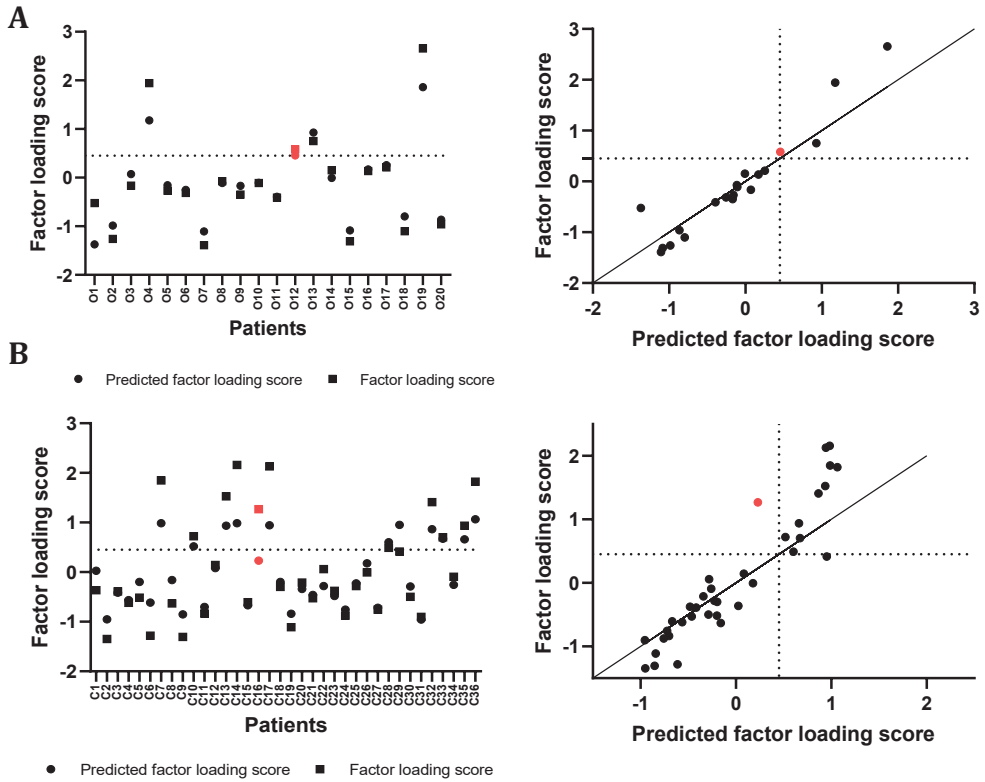 A
Factor loading score
3
2
1
0
-1
-2
O1 O2 O3 O4 O5 O6 O7 O8 O9 O10 O11 O12 O13 O14 O15 O16 O17 O18 O19 O20
Patients
Factor loading score
3
2
1
0
-1
-2
-2 -1 0 1 2 3
Predicted factor loading score
B
Predicted factor loading score Factor loading score
Factor loading score
3
2
1
0
-1
-2
C1 C2 C3 C4 C5 C6 C7 C8 C9 C10 C11 C12 C13 C14 C15 C16 C17 C18 C19 C20 C21 C22 C23 C24 C25 C26 C27 C28 C29 C30 C31 C32 C33 C34 C35 C36
Patients
Factor loading score
2
1
0
-1
-1 0 1 2
Predicted factor loading score
Predicted factor loading score Factor loading score